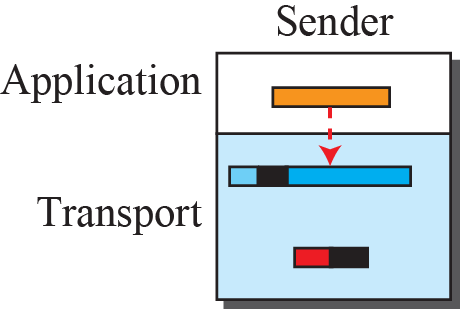 Sender
Application
Transport